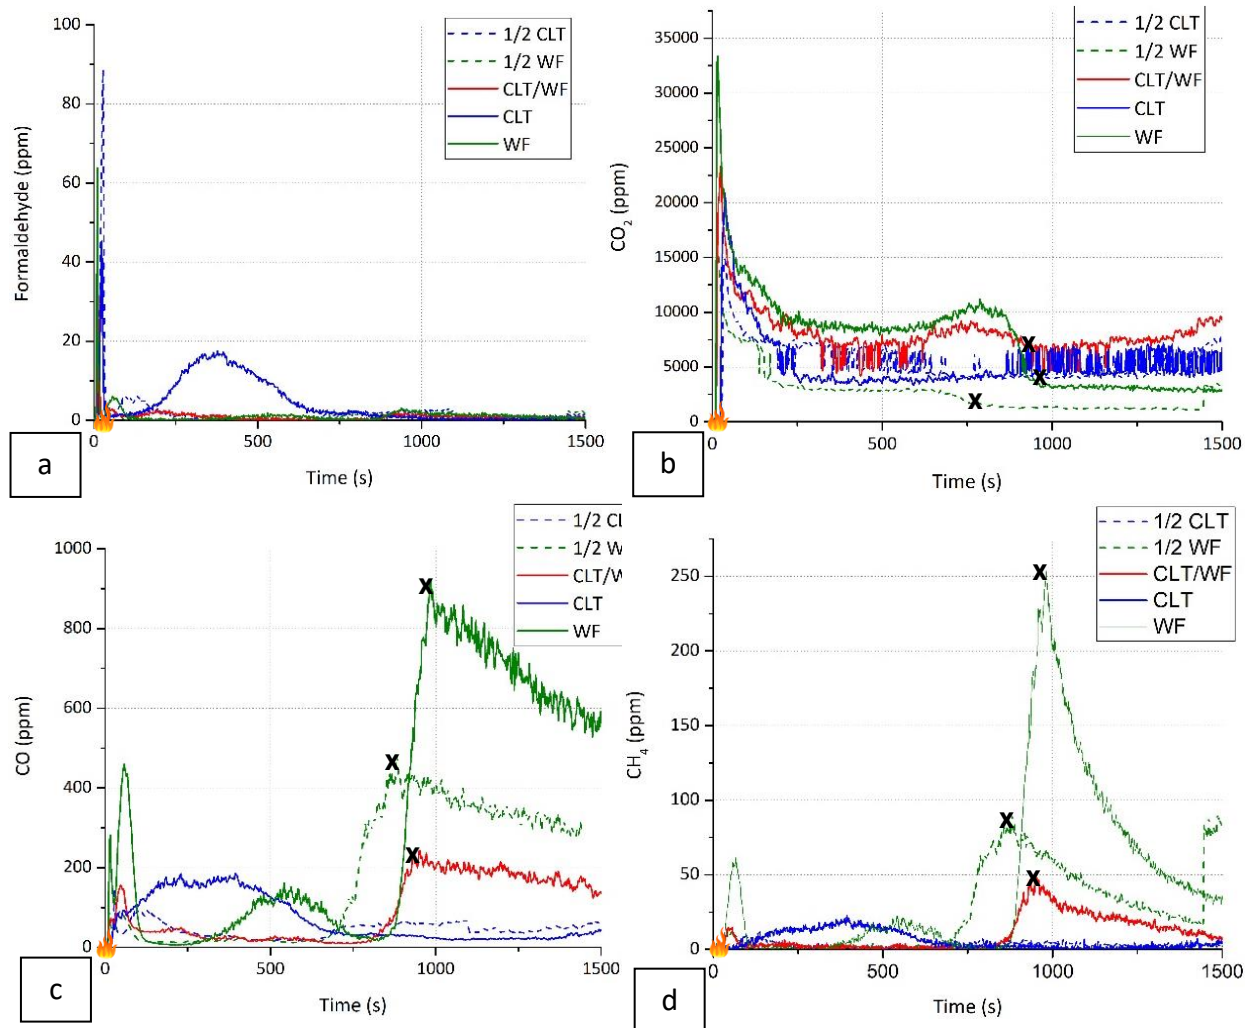 100
80
60
40
20
0
Formaldehyde (ppm)
1/2 CLT
1/2 WF
CLT/WF
CLT
WF
0
500
1000
1500
Time (s)
a
35000
30000
25000
20000
15000
10000
5000
0
CO₂ (ppm)
1/2 CLT
1/2 WF
CLT/WF
CLT
WF
X
X
X
0
500
1000
1500
Time (s)
b
1000
800
600
400
200
0
CO (ppm)
1/2 CL
1/2 W
CLT/W
CLT
WF
X
X
X
0
500
1000
1500
Time (s)
c
250
200
150
100
50
0
CH₄ (ppm)
1/2 CLT
1/2 WF
CLT/WF
CLT
WF
X
X
X
0
500
1000
1500
Time (s)
d